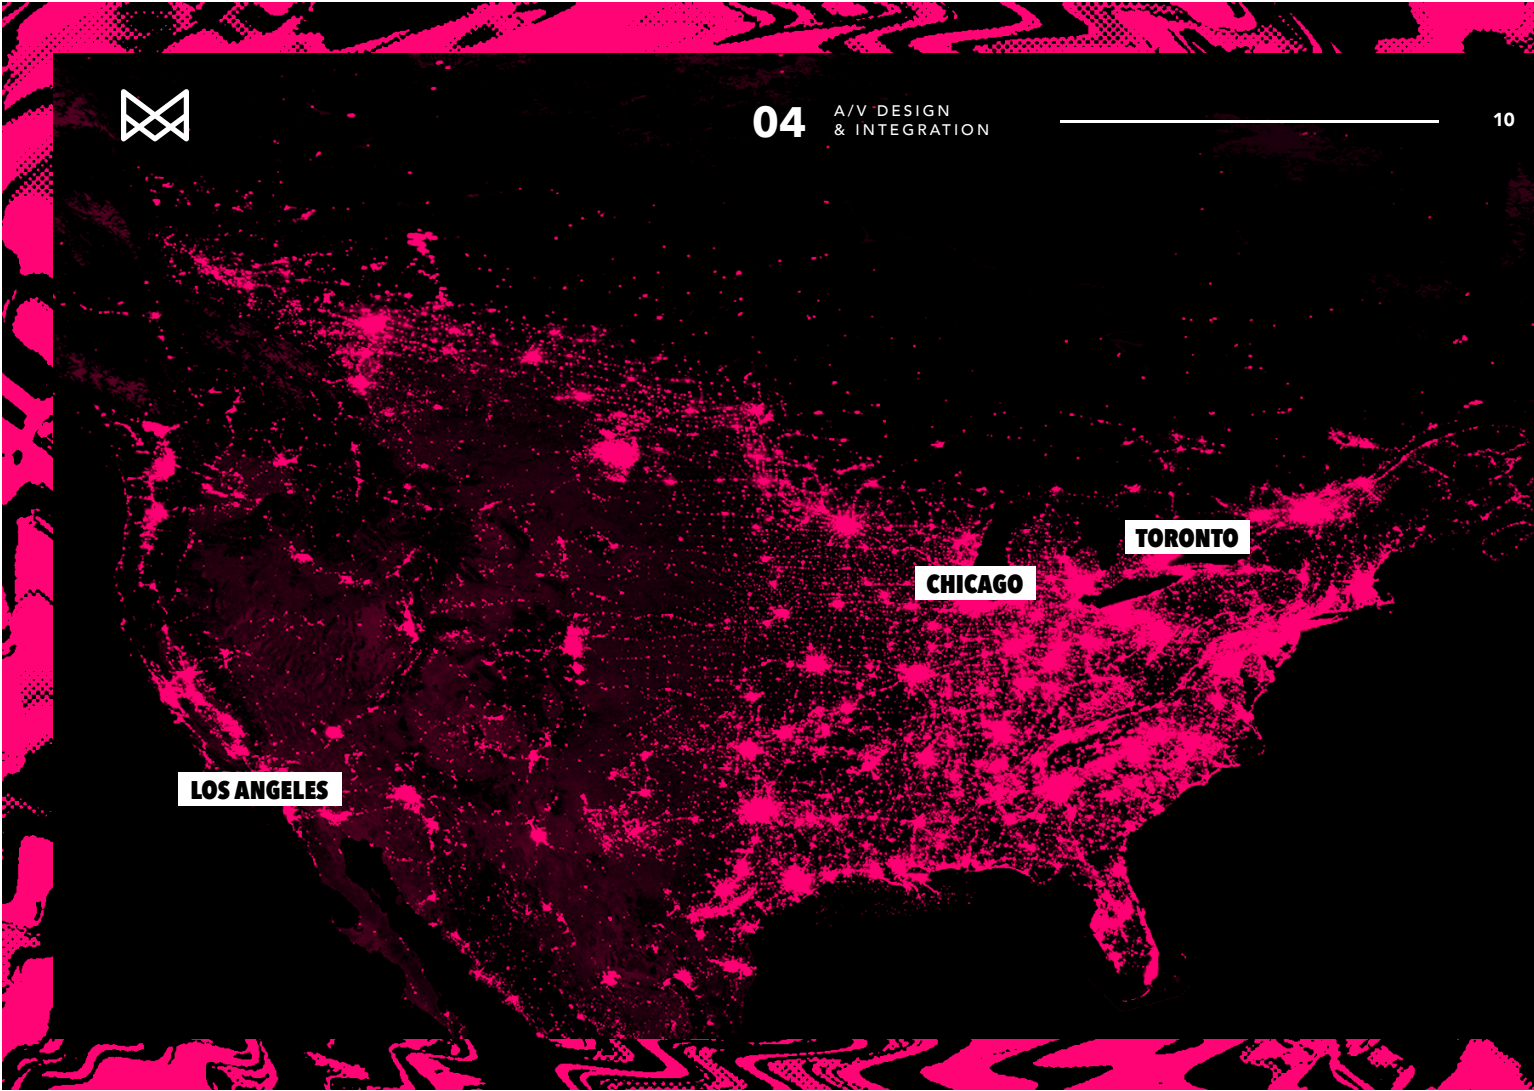 04
A/V DESIGN
& INTEGRATION
10
TORONTO
CHICAGO
LOS ANGELES